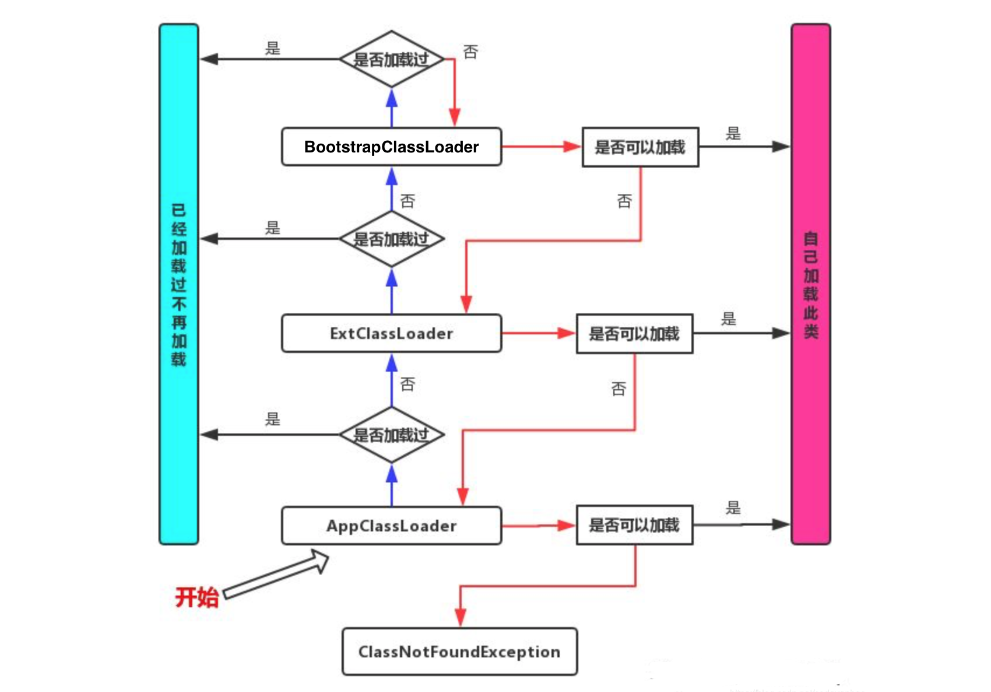 是
是否加载过
否
BootstrapClassLoader
是否可以加载
是
否
是
是否加载过
否
已经加载过不再加载
自己加载此类
ExtClassLoader
是否可以加载
是
否
是
是否加载过
否
AppClassLoader
是否可以加载
是
开始
ClassNotFoundException